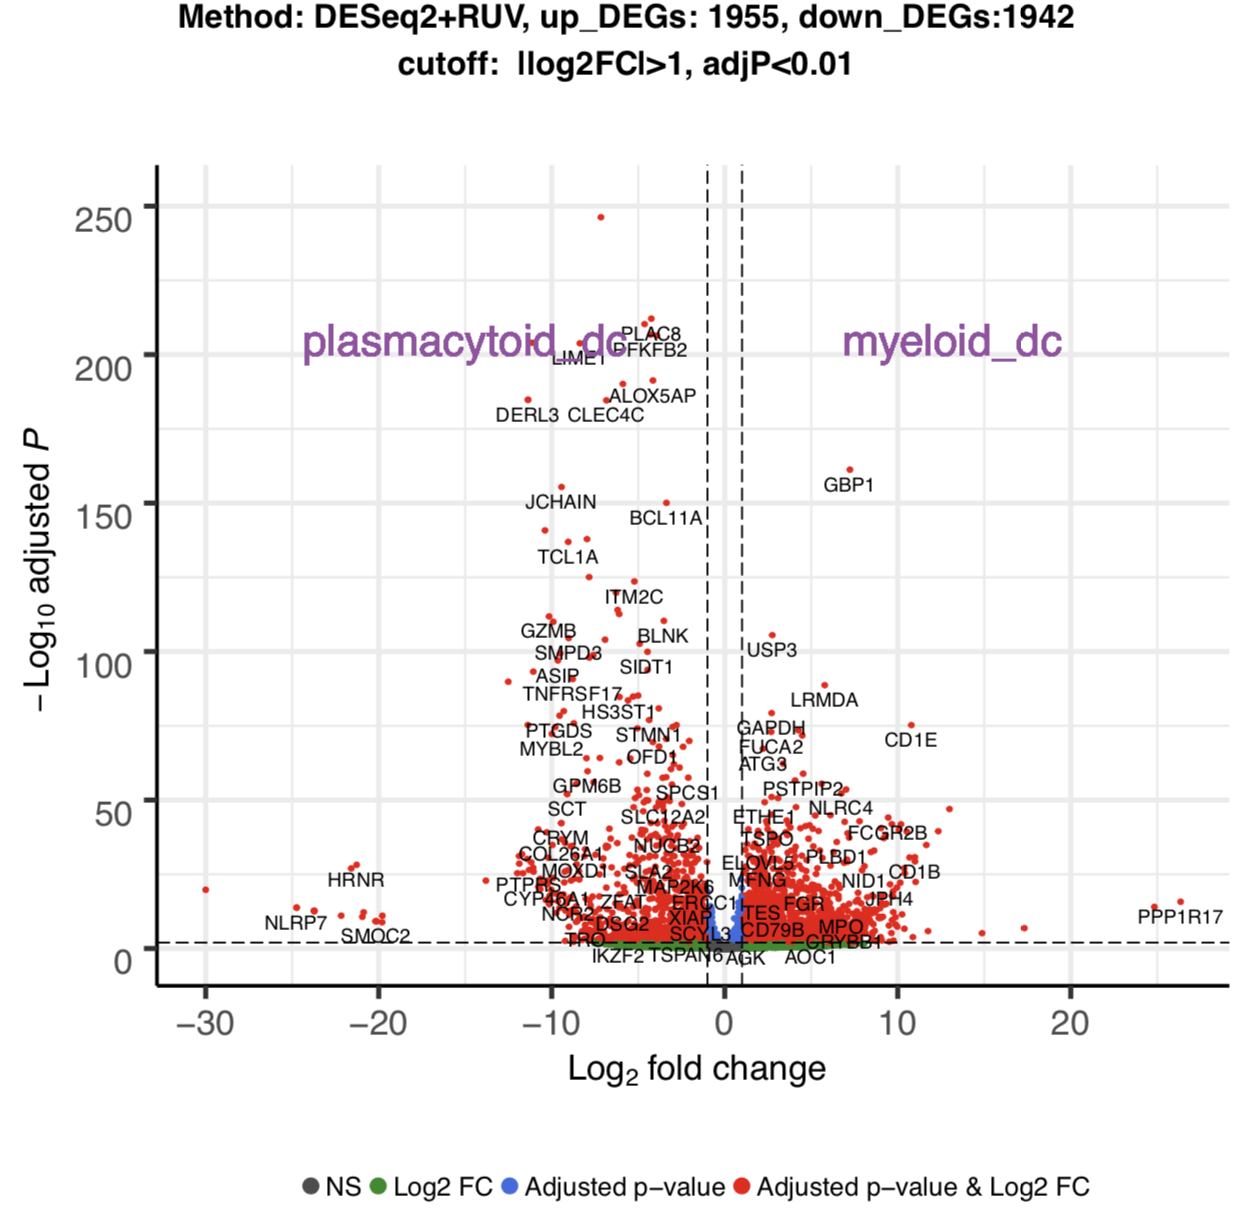 Method: DESeq2+RUV, up_DEGs: 1955, down_DEGs:1942
cutoff: |log2FC|>1, adjP<0.01
250
200
150
100
50
0
−Log10 adjusted P
plasmacytoid_dc
myeloid_dc
PLAC8
PFKFB2
LIME1
ALOX5AP
DERL3 CLEC4C
GBP1
JCHAIN
BCL11A
TCL1A
ITM2C
GZMB
BLNK
SMPD3
USP3
SIDT1
ASIP
TNFRSF17
LRMDA
HS3ST1
PTGDS
STMN1
GAPDH
CD1E
MYBL2
FUCA2
OFD1
ATG3
GPM6B
SPCS1
PSTPIP2
SCT
NLRC4
SLC12A2
ETHE1
FCGR2B
CRYM
TSPO
NUCB2
COL26A1
PLBD1
ELOVL5
MOXD1
SLA2
CD1B
HRNR
MFNG
NID1
PTPRS
MAP2K6
CYP46A1
ZFAT
ERCC1
FGR
JPH4
NCR2
XIAP
TES
PPP1R17
NLRP7
DSG2
MPO
SMOC2
SCYL3
CD79B
TRO
CRYBB1
IKZF2
TSPAN6
AGK
AOC1
−30
−20
−10
0
10
20
Log2 fold change
NS
Log2 FC
Adjusted p−value
Adjusted p−value & Log2 FC